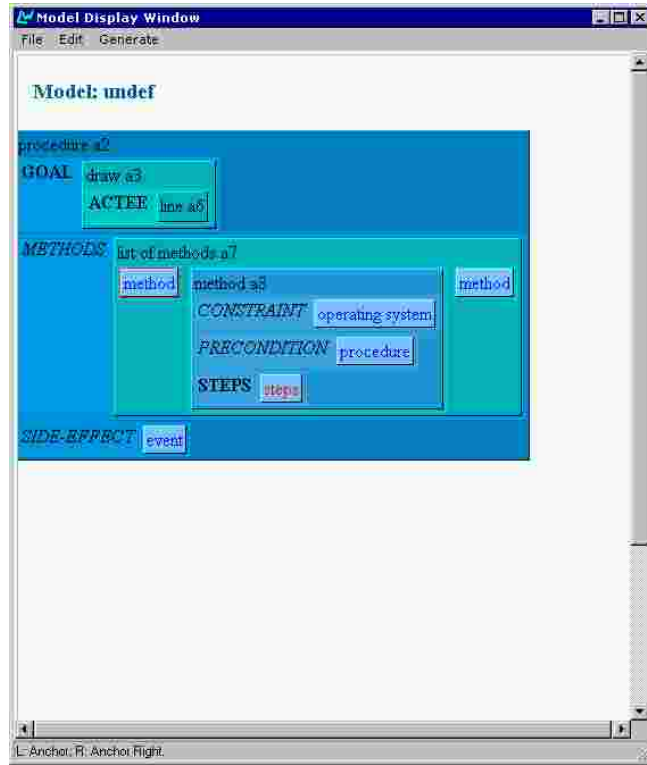 Model Display Window
File Edit Generate
Model: undef
procedure a2
GOAL draw a3
ACTEE line a6
METHODS list of methods a7
method method a8 method
CONSTRAINT operating system
PRECONDITION procedure
STEPS steps
SIDE-EFFECT event
L: Anchor; R: Anchor Right.